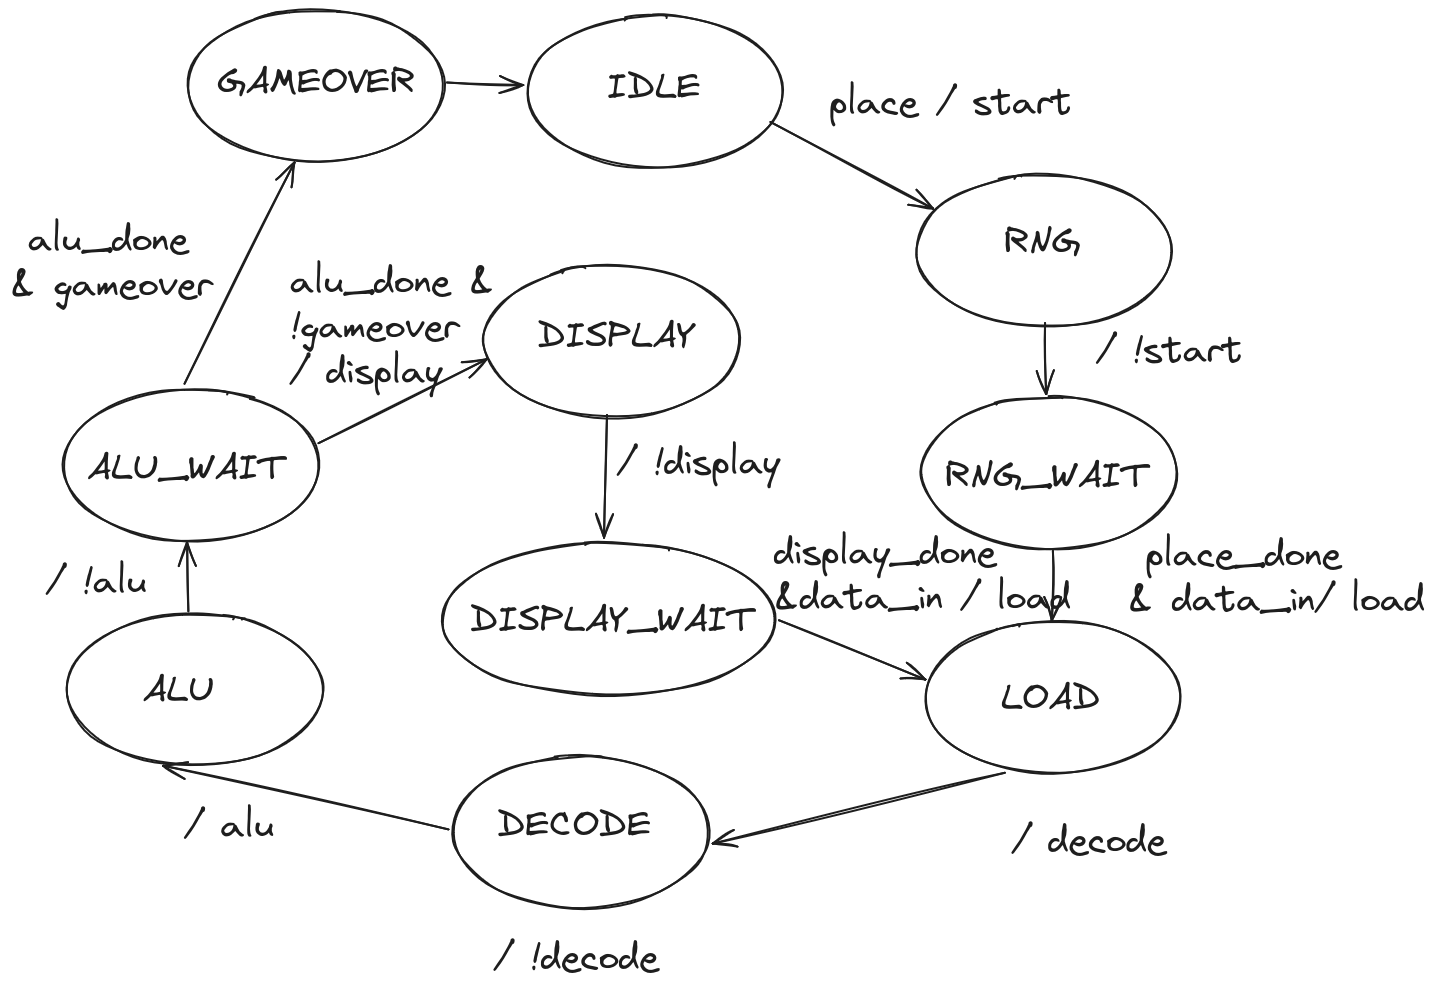 GAMEOVER
IDLE
place / start
RNG
alu_done
& gameover
alu_done &
!gameover
/ display
DISPLAY
/ !start
ALU_WAIT
/ !display
RNG_WAIT
display_done
&data_in / load
place_done
& data_in/ load
/ !alu
DISPLAY_WAIT
ALU
LOAD
/ alu
DECODE
/ decode
/ !decode